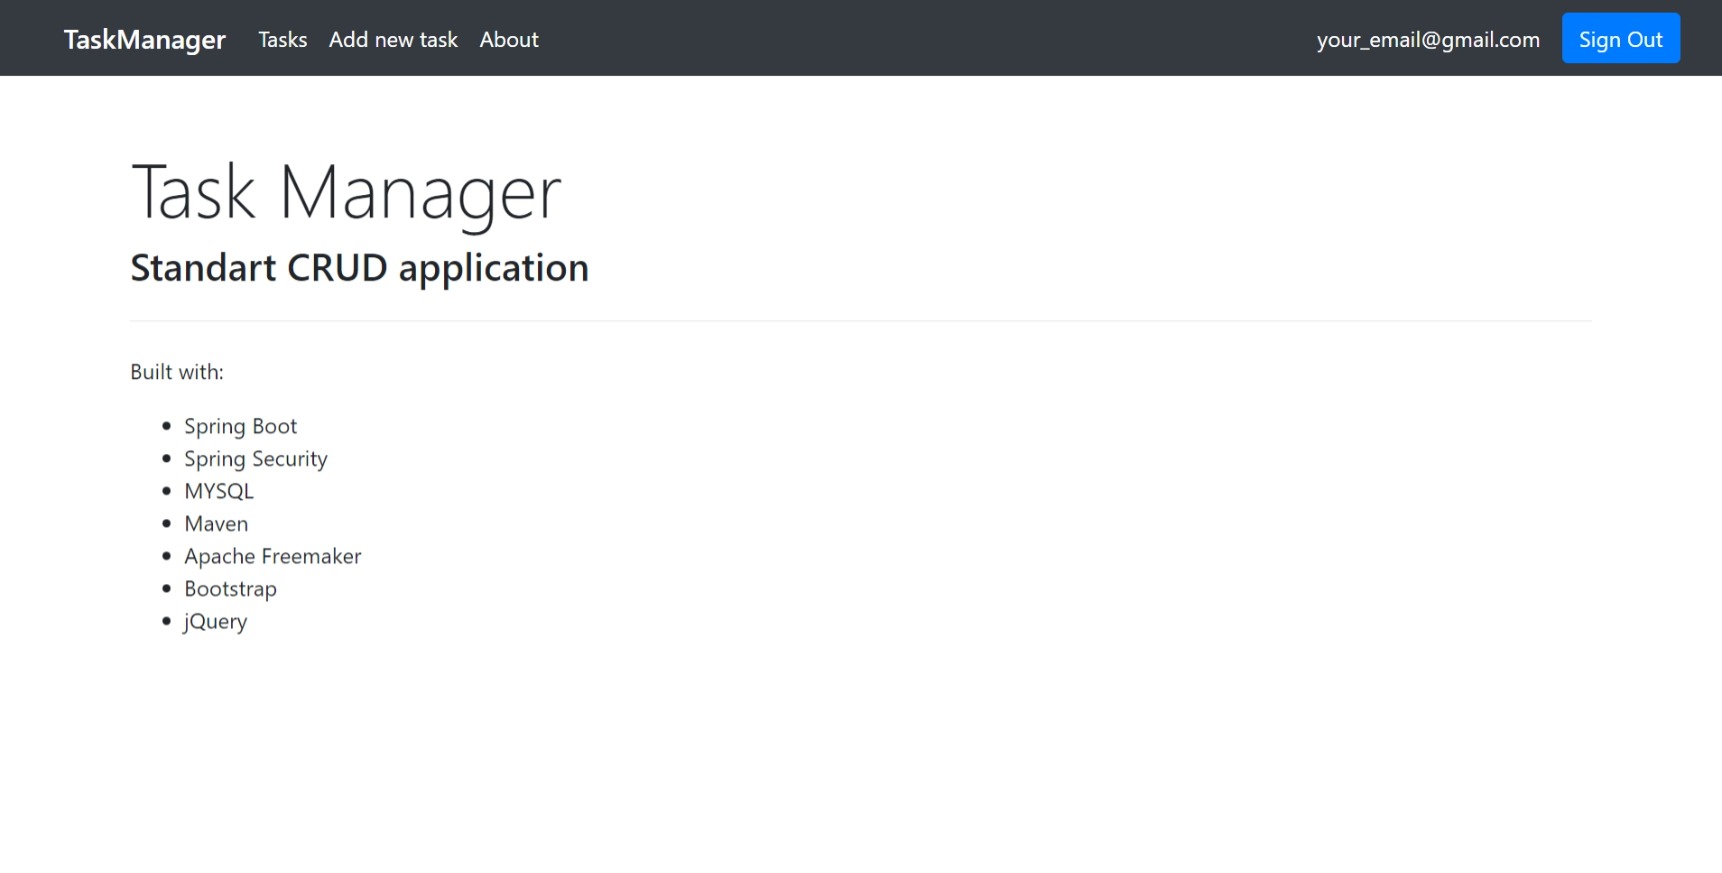 TaskManager Tasks Add new task About your_email@gmail.com Sign Out
Task Manager
Standart CRUD application
Built with:
Spring Boot
Spring Security
MYSQL
Maven
Apache Freemaker
Bootstrap
jQuery